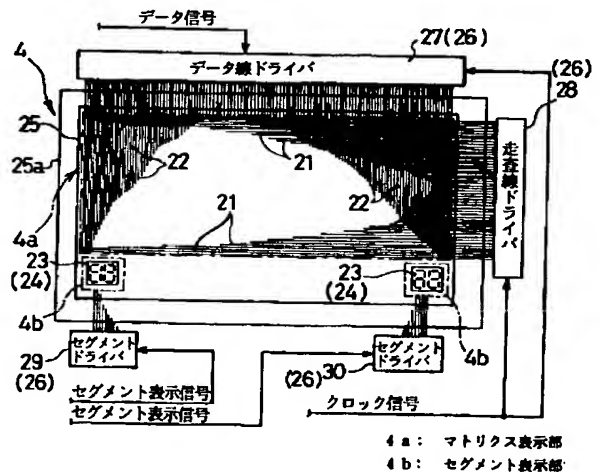 データ信号
27(26)
データ線ドライバ
4
(26)
28
25
25a
4a
22
21
22
走査線ドライバ
21
23
(24)
23
(24)
4b
4b
セグメント
ドライバ
29
(26)
セグメント
ドライバ
(26)30
セグメント表示信号
セグメント表示信号
クロック信号
4a: マトリクス表示部
4b: セグメント表示部